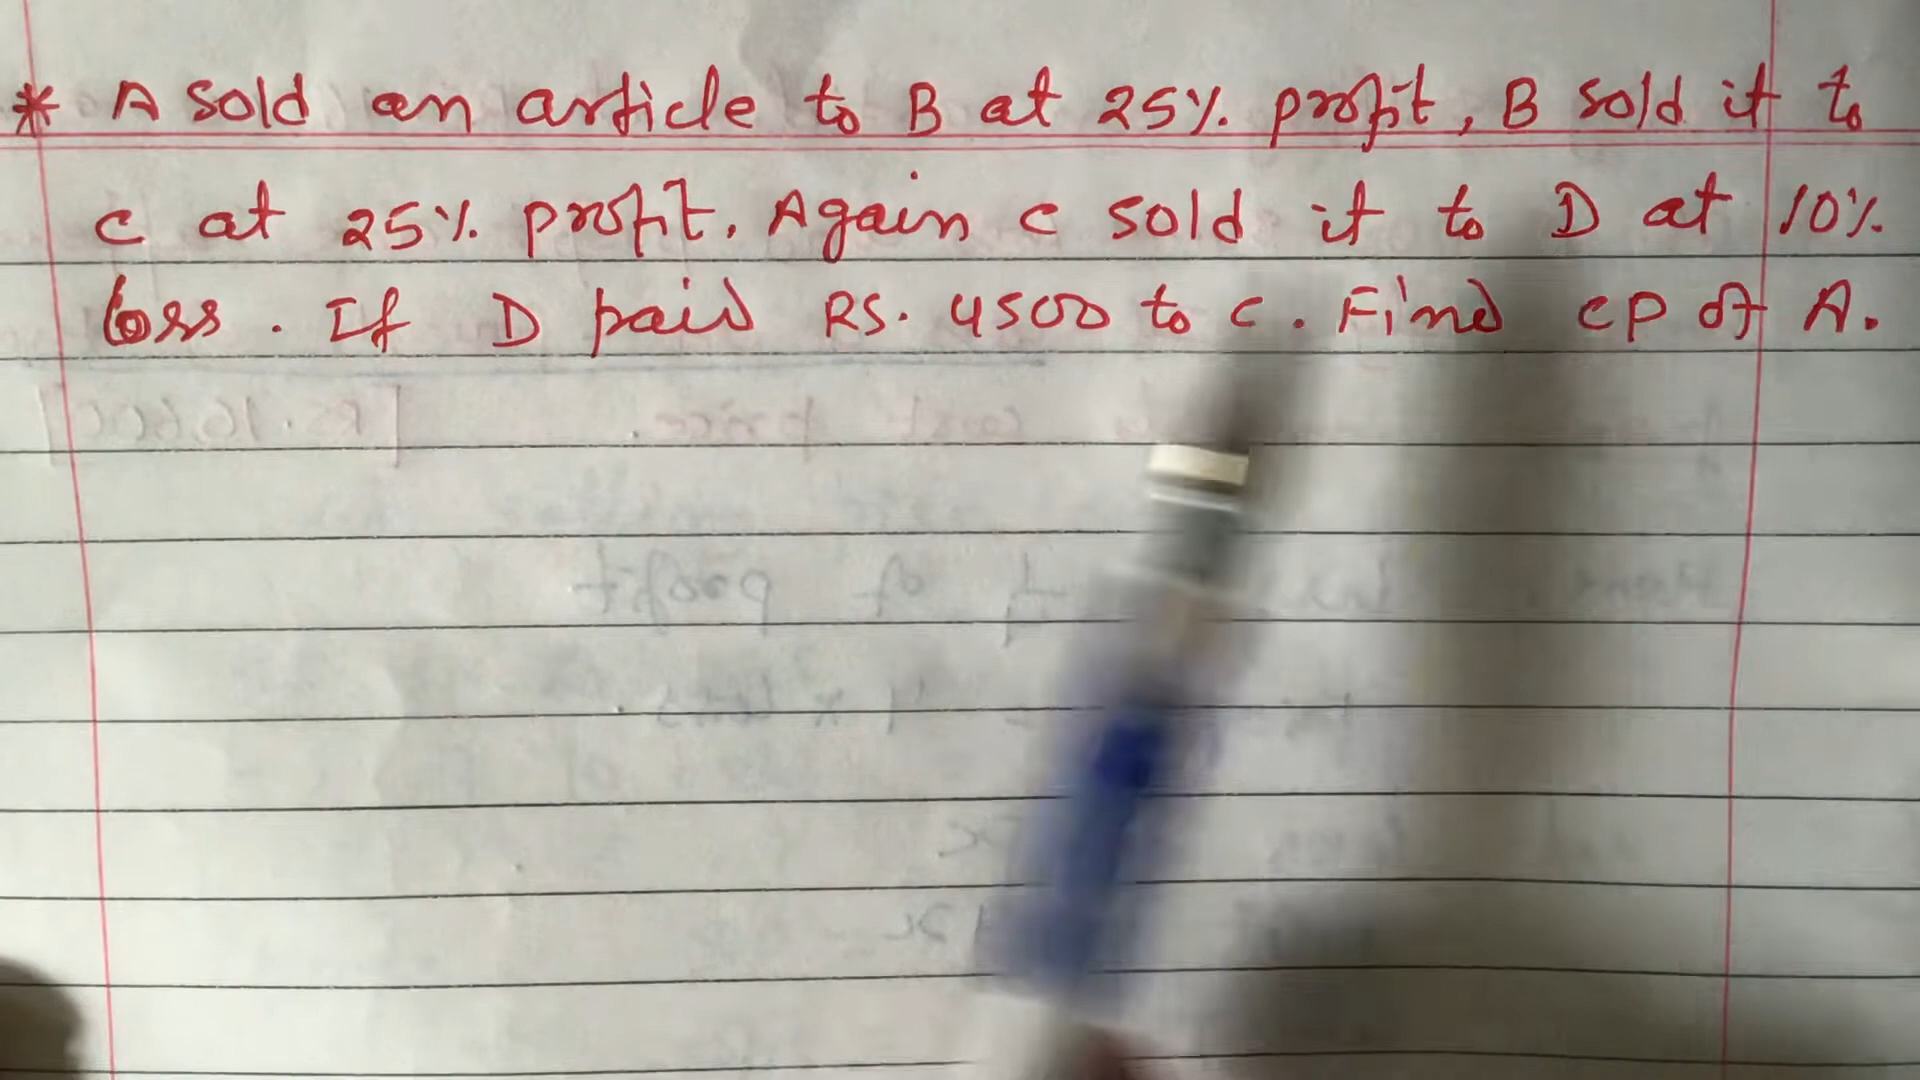 * A sold an article to B at 25% profit, B sold it to
C at 25% profit. Again C sold it to D at 10%
loss. If D paid RS. 4500 to C. Find CP of A.